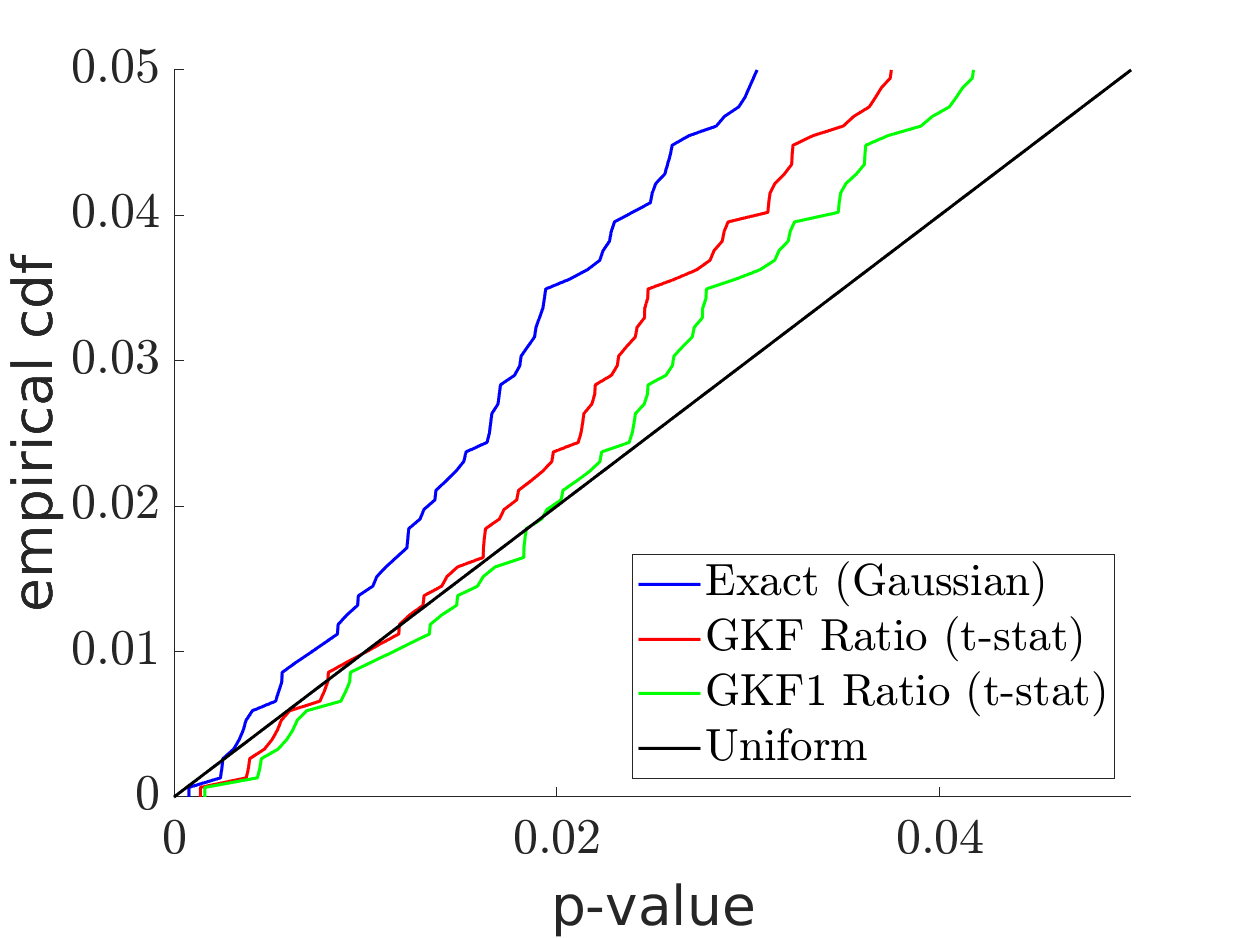 0.05
0.04
0.03
0.02
0.01
0
empirical cdf
Exact (Gaussian)
GKF Ratio (t-stat)
GKF1 Ratio (t-stat)
Uniform
0
0.02
0.04
p-value